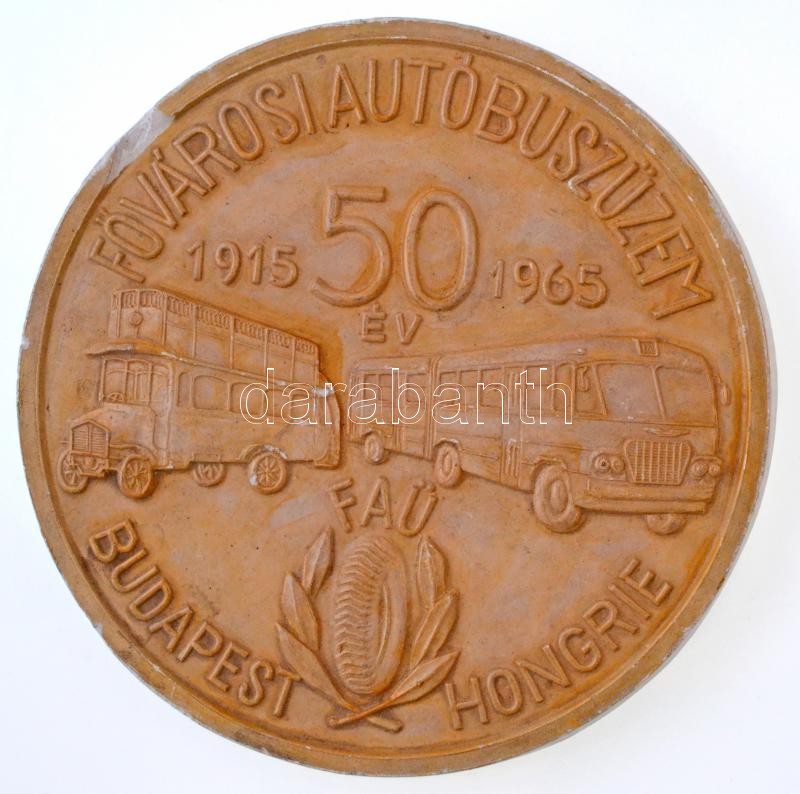 FŐVÁROSI AUTÓBUSZÜZEM
1915 50 1965
ÉV
darabanth
FAÜ
BUDAPEST HONGRIE